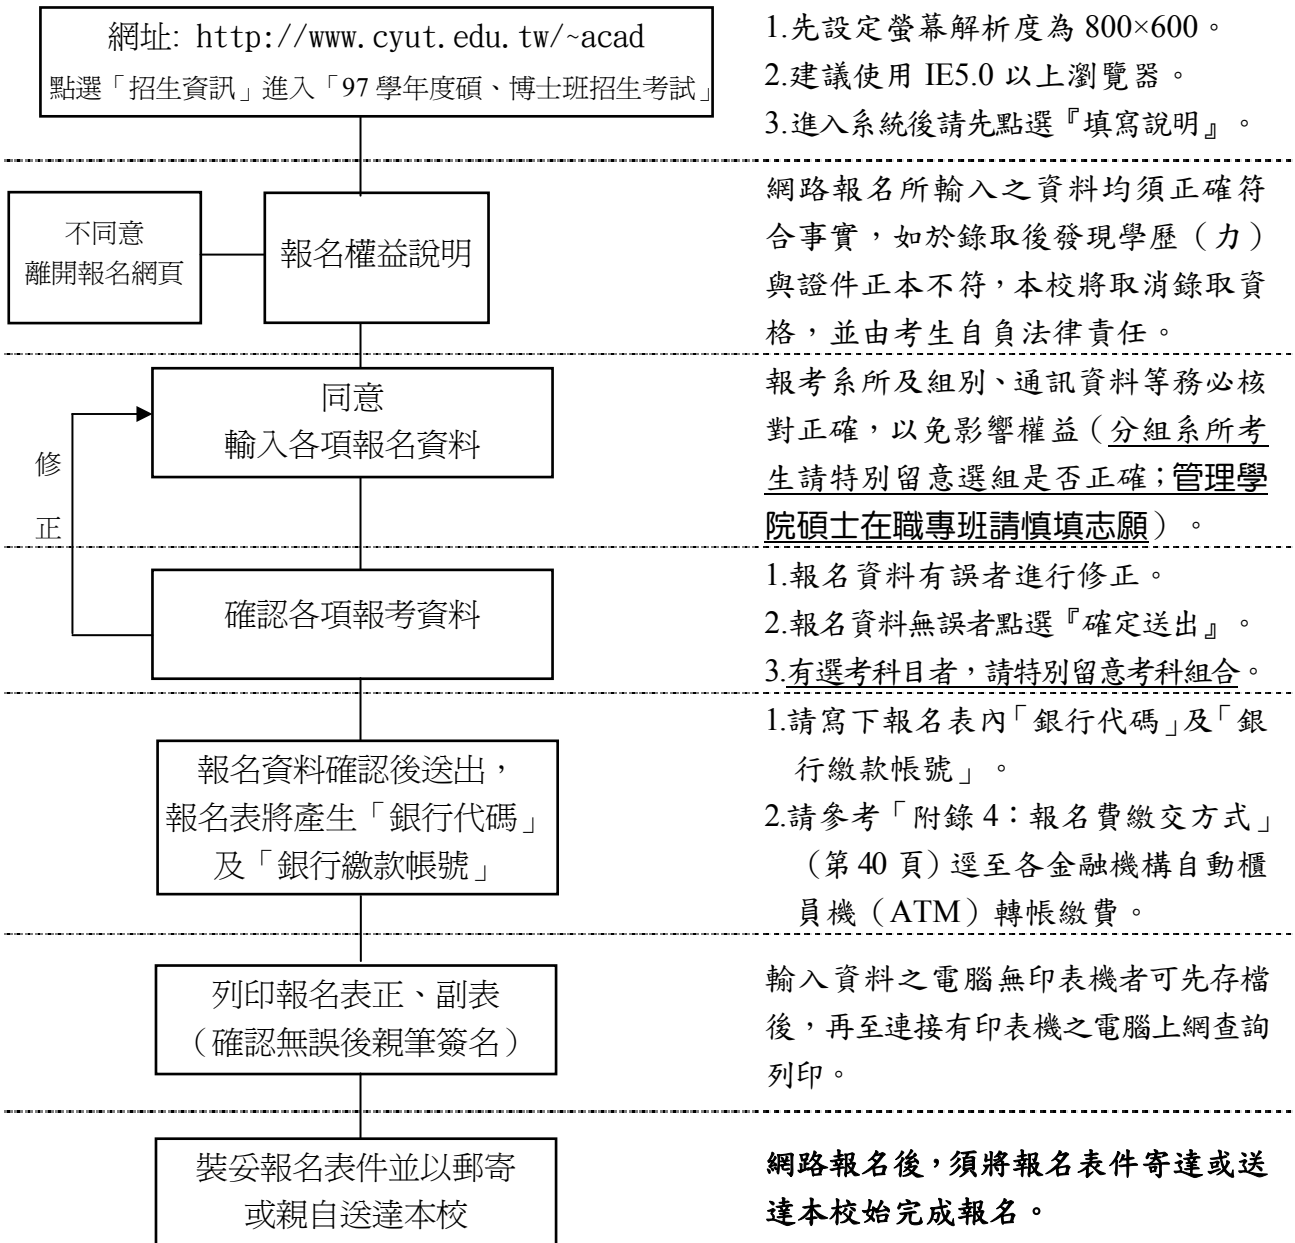 網址: http://www.cyut.edu.tw/~acad
點選「招生資訊」進入「97 學年度碩、博士班招生考試」
1.先設定螢幕解析度為 800×600。
2.建議使用 IE5.0 以上瀏覽器。
3.進入系統後請先點選『填寫說明』。
不同意
離開報名網頁
報名權益說明
網路報名所輸入之資料均須正確符
合事實，如於錄取後發現學歷（力）
與證件正本不符，本校將取消錄取資
格，並由考生自負法律責任。
同意
輸入各項報名資料
修
正
報考系所及組別、通訊資料等務必核
對正確，以免影響權益（分組系所考
生請特別留意選組是否正確；管理學
院碩士在職專班請慎填志願）。
確認各項報考資料
1.報名資料有誤者進行修正。
2.報名資料無誤者點選『確定送出』。
3.有選考科目者，請特別留意考科組合。
報名資料確認後送出，
報名表將產生「銀行代碼」
及「銀行繳款帳號」
1.請寫下報名表內「銀行代碼」及「銀
行繳款帳號」。
2.請參考「附錄 4：報名費繳交方式」
（第 40 頁）逕至各金融機構自動櫃
員機（ATM）轉帳繳費。
列印報名表正、副表
（確認無誤後親筆簽名）
輸入資料之電腦無印表機者可先存檔
後，再至連接有印表機之電腦上網查詢
列印。
裝妥報名表件並以郵寄
或親自送達本校
網路報名後，須將報名表件寄達或送
達本校始完成報名。